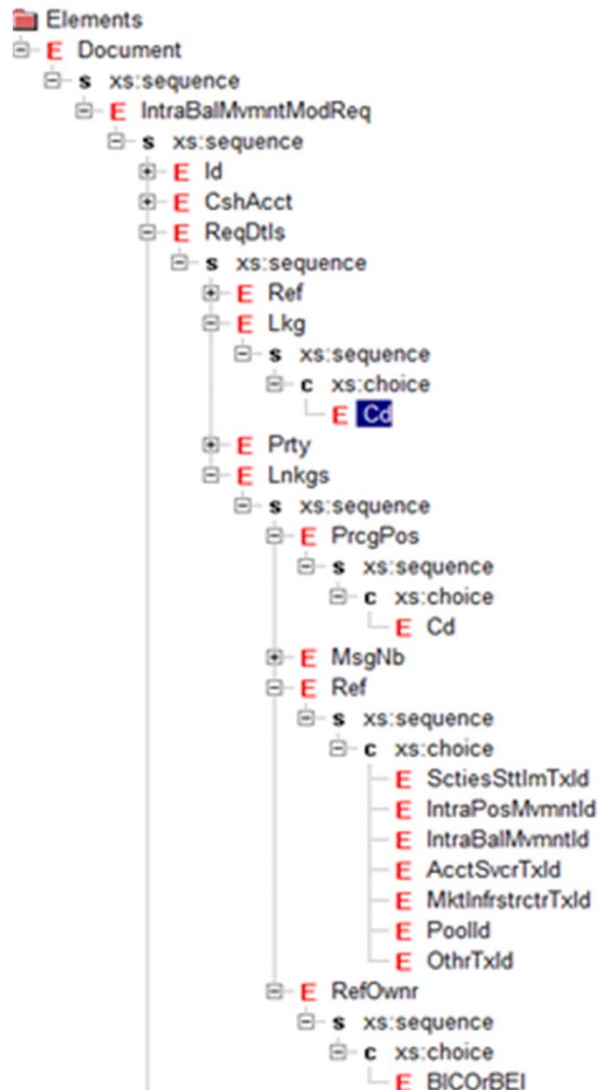 Elements
E Document
s xs:sequence
E IntraBalMvmntModReq
s xs:sequence
E Id
E CshAcct
E ReqDtls
s xs:sequence
E Ref
E Lkg
s xs:sequence
c xs:choice
E Cd
E Prty
E Lnkgs
s xs:sequence
E PrcgPos
s xs:sequence
c xs:choice
E Cd
E MsgNb
E Ref
s xs:sequence
c xs:choice
E SctiesSttlmTxId
E IntraPosMvmntId
E IntraBalMvmntId
E AcctSvcrTxId
E MktInfrstrctrTxId
E PoolId
E OthrTxId
E RefOwnr
s xs:sequence
c xs:choice
E BICOrBEI